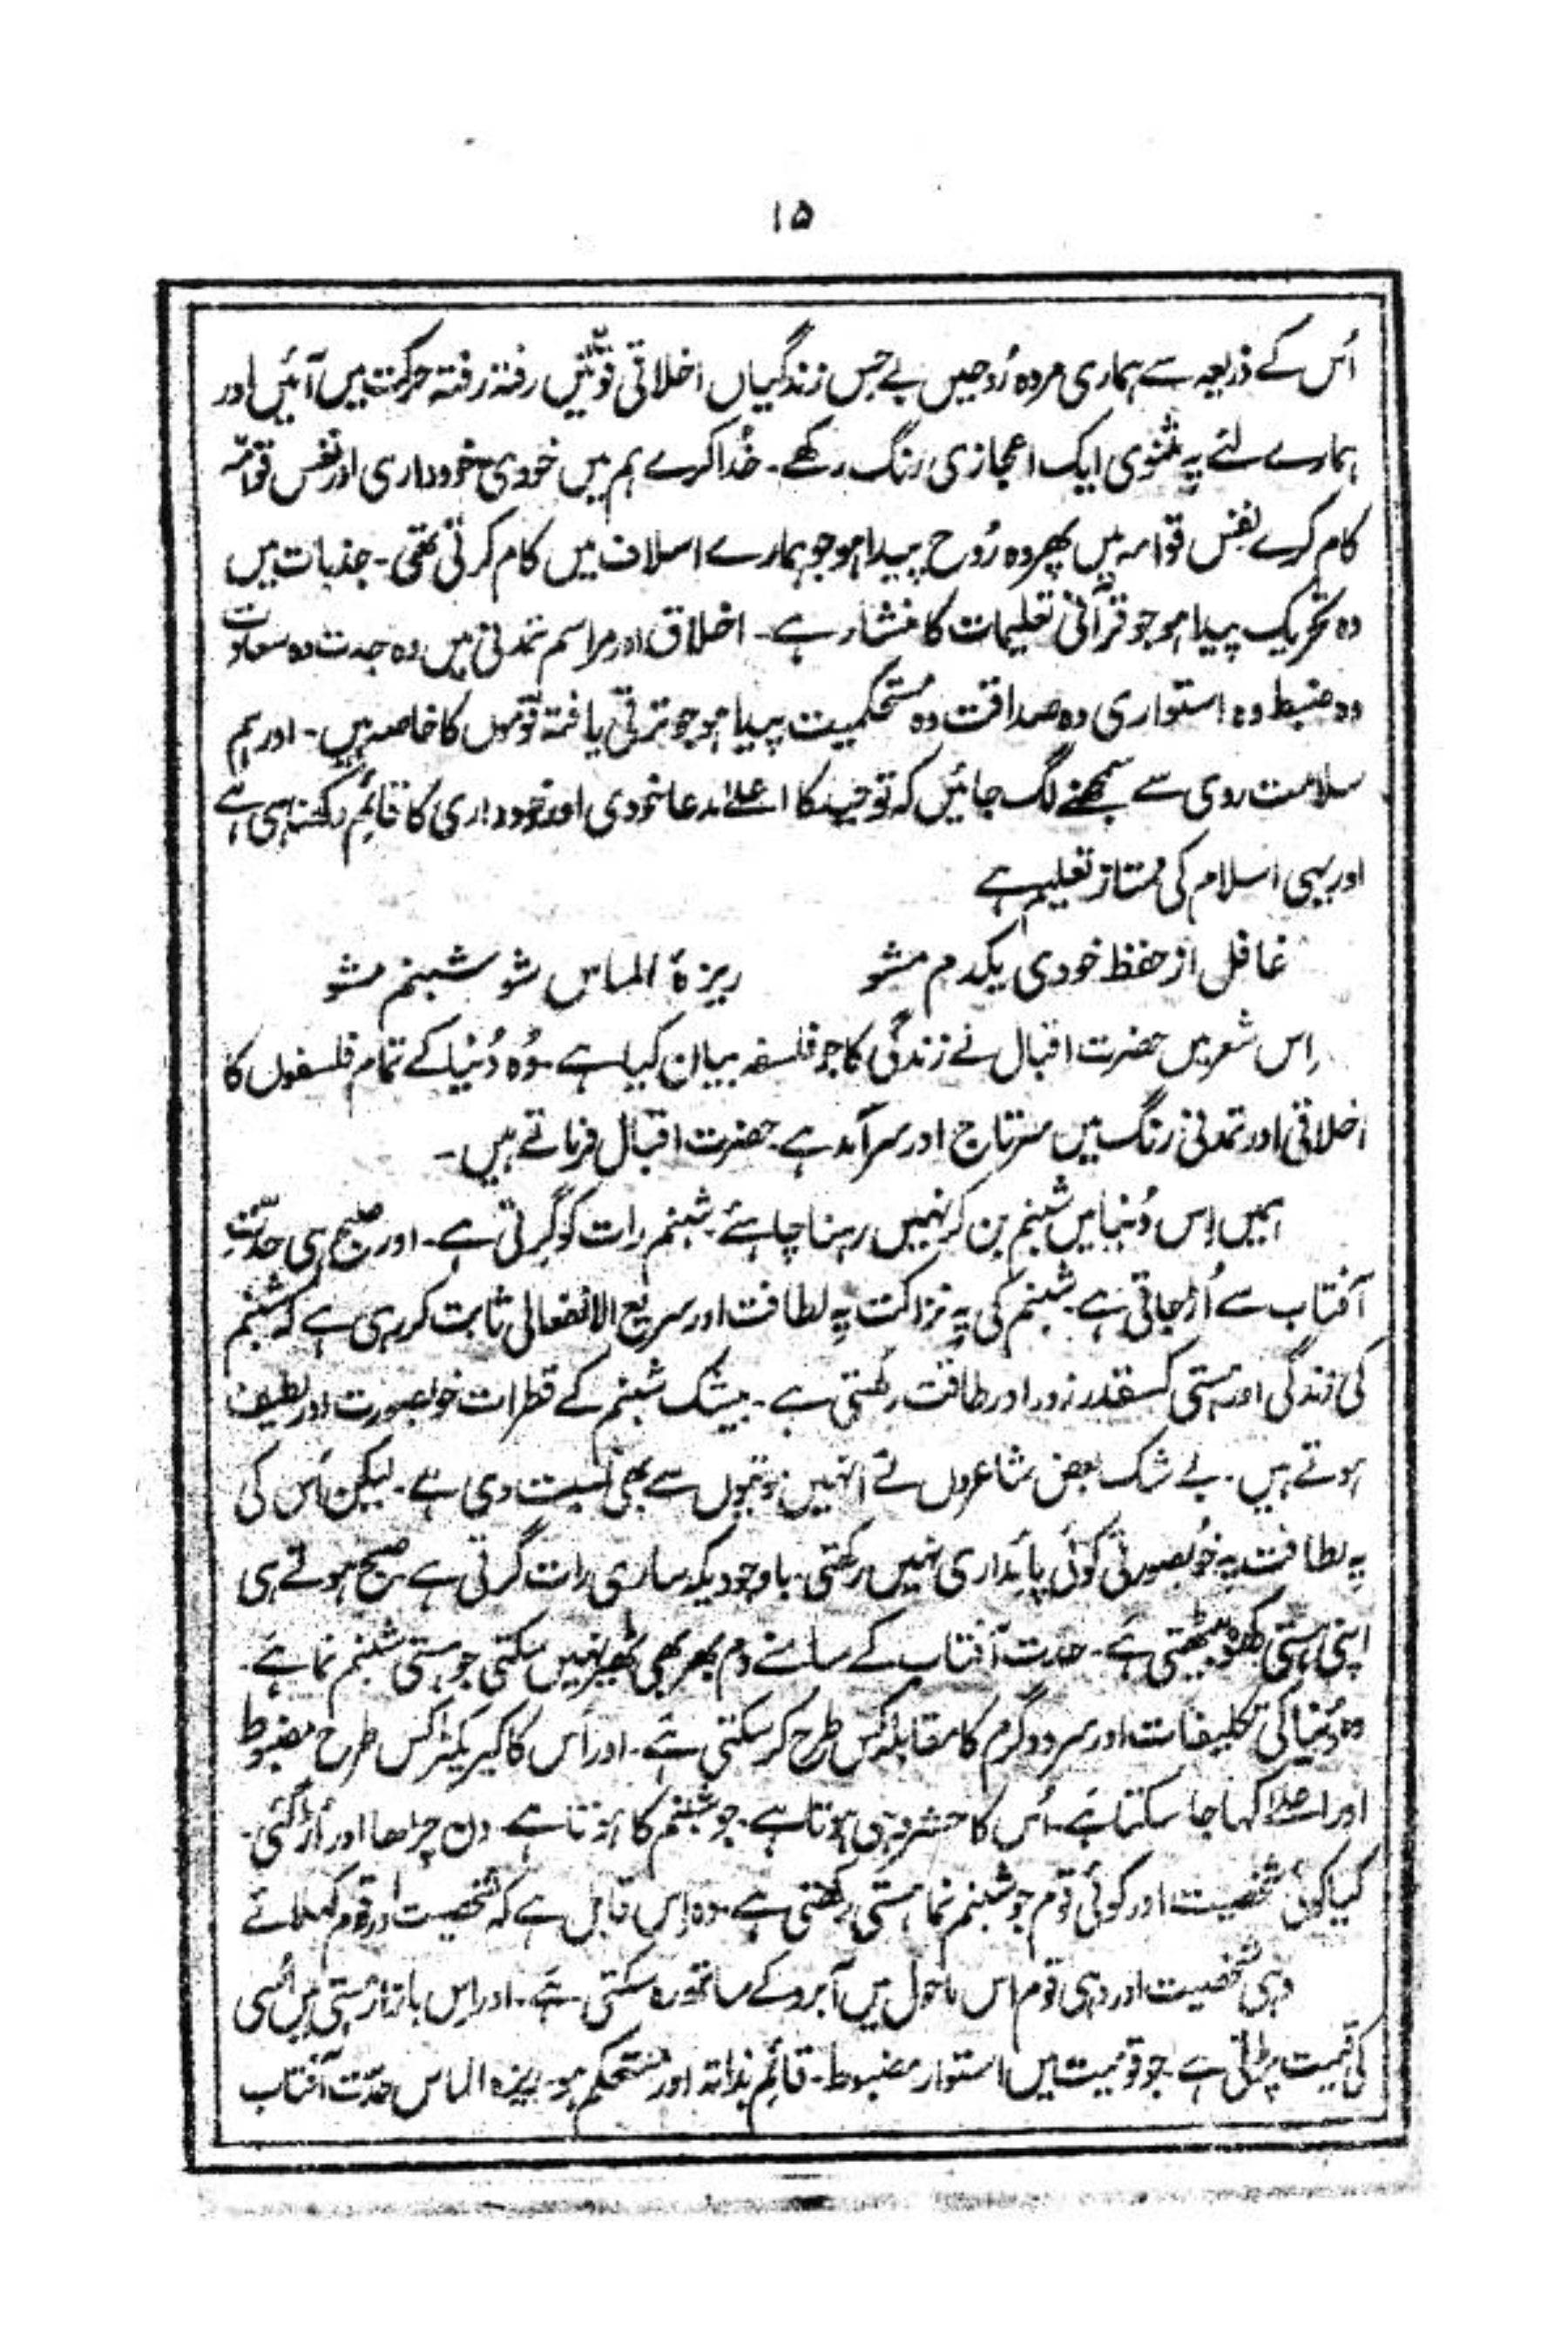 ۱۵
اُس کے ذریعہ سے ہماری مردہ رُوحیں بے حِس زندگیاں اخلاقی قوّتیں رفتہ رفتہ حرکت میں آئیں اور
ہمارے لئے یہ مثنوی ایک اعجازی رنگ رکھے۔ خُدا کرے ہم میں خودی خودداری اور نفس قوامہ
کام کرے نفس قوامہ میں پھر وہ رُوح پیدا ہو جو ہمارے اسلاف میں کام کرتی تھی۔ جذبات میں
وہ تحریک پیدا ہو جو قرآنی تعلیمات کا منشار ہے۔ اخلاق اور مراسم تمدنی میں وہ جدت وہ سعادت
وہ ضبط وہ استواری وہ صداقت وہ مُستحکمیت پیدا ہو جو ترقی یافتہ قوموں کا خاصہ ہیں۔ اور ہم
سلامت روی سے سمجھنے لگ جائیں کہ توحید کا اعلےٰ مدعا خودی اور خودداری کا قائم رکھنا ہی ہے
اور یہی اسلام کی ممتاز تعلیم ہے
غافل از حفظ خودی یکدم مشو ریزۂ الماس شو شبنم مشو
اِس شعر میں حضرت اقبال نے زندگی کا جو فلسفہ بیان کیا ہے۔ وُہ دُنیا کے تمام فلسفوں کا
اخلاقی اور تمدنی رنگ میں سرتاج اور سرآمد ہے۔ حضرت اقبال فرماتے ہیں۔
ہمیں اِس دُنیا میں شبنم بن کر نہیں رہنا چاہئے۔ شبنم رات کو گرتی ہے۔ اور صبح ہی حدّتِ
آفتاب سے اُڑ جاتی ہے۔ شبنم کی یہ نزاکت یہ لطافت اور سریع الانفعالی ثابت کر رہی ہے کہ شبنم
کی زندگی اور ہستی کسقدر زور اور طاقت رکھتی ہے۔ بیشک شبنم کے قطرات خوبصورت اور لطیف
ہوتے ہیں۔ بے شک بعض شاعروں نے اُنہیں موتیوں سے بھی نسبت دی ہے۔ لیکن اُس کی
یہ لطافت یہ خوبصورتی کوئی پائداری نہیں رکھتی۔ باوجودیکہ ساری رات گرتی ہے صبح ہوتے ہی
اپنی ہستی کھو بیٹھتی ہے۔ حدت آفتاب کے سامنے دم بھر بھی ٹھیر نہیں سکتی جو ہستی شبنم نما ہے۔
وہ دُنیا کی تکلیفات اور سرد و گرم کا مقابلہ کس طرح کر سکتی ہے۔ اور اُس کا کیریکٹر کس طرح مضبوط
اور اعلےٰ کہا جا سکتا ہے۔ اُس کا حشر وہی ہوتا ہے۔ جو شبنم کا ہوتا ہے۔ دن چڑھا اور اُڑ گئی۔
کیا کوئی شخصیت اور کوئی قوم جو شبنم نما ہستی رکھتی ہے۔ وہ اِس قابل ہے کہ شخصیت اور قوم کہلائے
وہی شخصیت اور وہی قوم اس ماحول میں آبرو کے ساتھ رہ سکتی ہے۔ اور اِس بازار ہستی میں اُسی
کی قیمت پڑتی ہے۔ جو قومیت میں استوار مضبوط۔ قائم بذاتہ اور مستحکم ہو۔ ریزہ الماس حدّت آفتاب